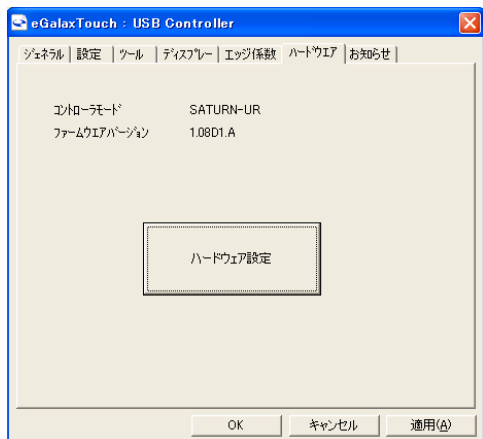 eGalaxTouch : USB Controller
ジェネラル 設定 ツール ディスプレー エッジ係数 ハードウエア お知らせ
コントローラモード SATURN-UR
ファームウエアバージョン 1.08D1.A
ハードウェア設定
OK キャンセル 適用(A)